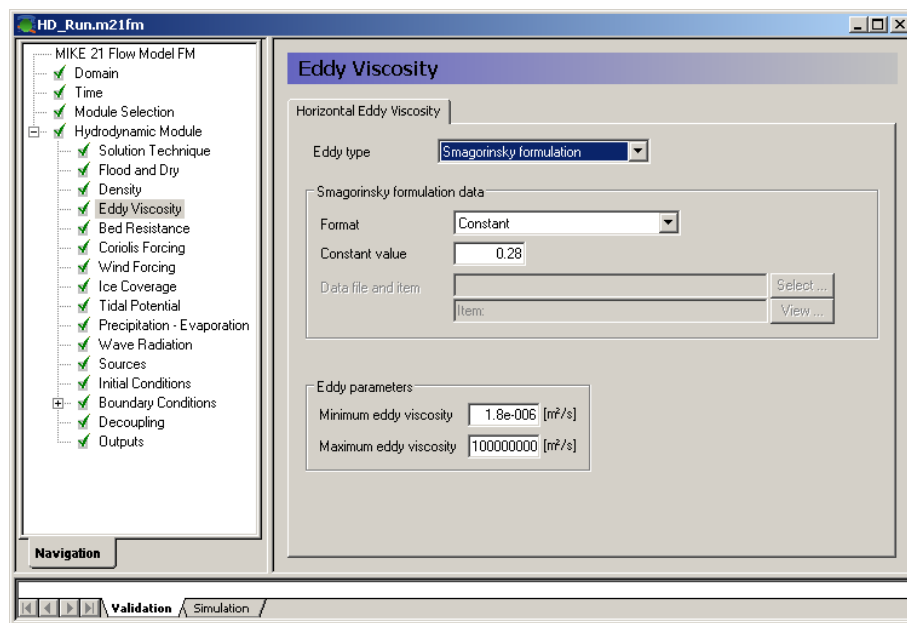 HD_Run.m21fm
MIKE 21 Flow Model FM
Domain
Time
Module Selection
Hydrodynamic Module
Solution Technique
Flood and Dry
Density
Eddy Viscosity
Bed Resistance
Coriolis Forcing
Wind Forcing
Ice Coverage
Tidal Potential
Precipitation - Evaporation
Wave Radiation
Sources
Initial Conditions
Boundary Conditions
Decoupling
Outputs
Navigation
Eddy Viscosity
Horizontal Eddy Viscosity
Eddy type Smagorinsky formulation
Smagorinsky formulation data
Format Constant
Constant value 0.28
Data file and item Select ...
Item: View ...
Eddy parameters
Minimum eddy viscosity 1.8e-006 [m²/s]
Maximum eddy viscosity 100000000 [m²/s]
Validation Simulation